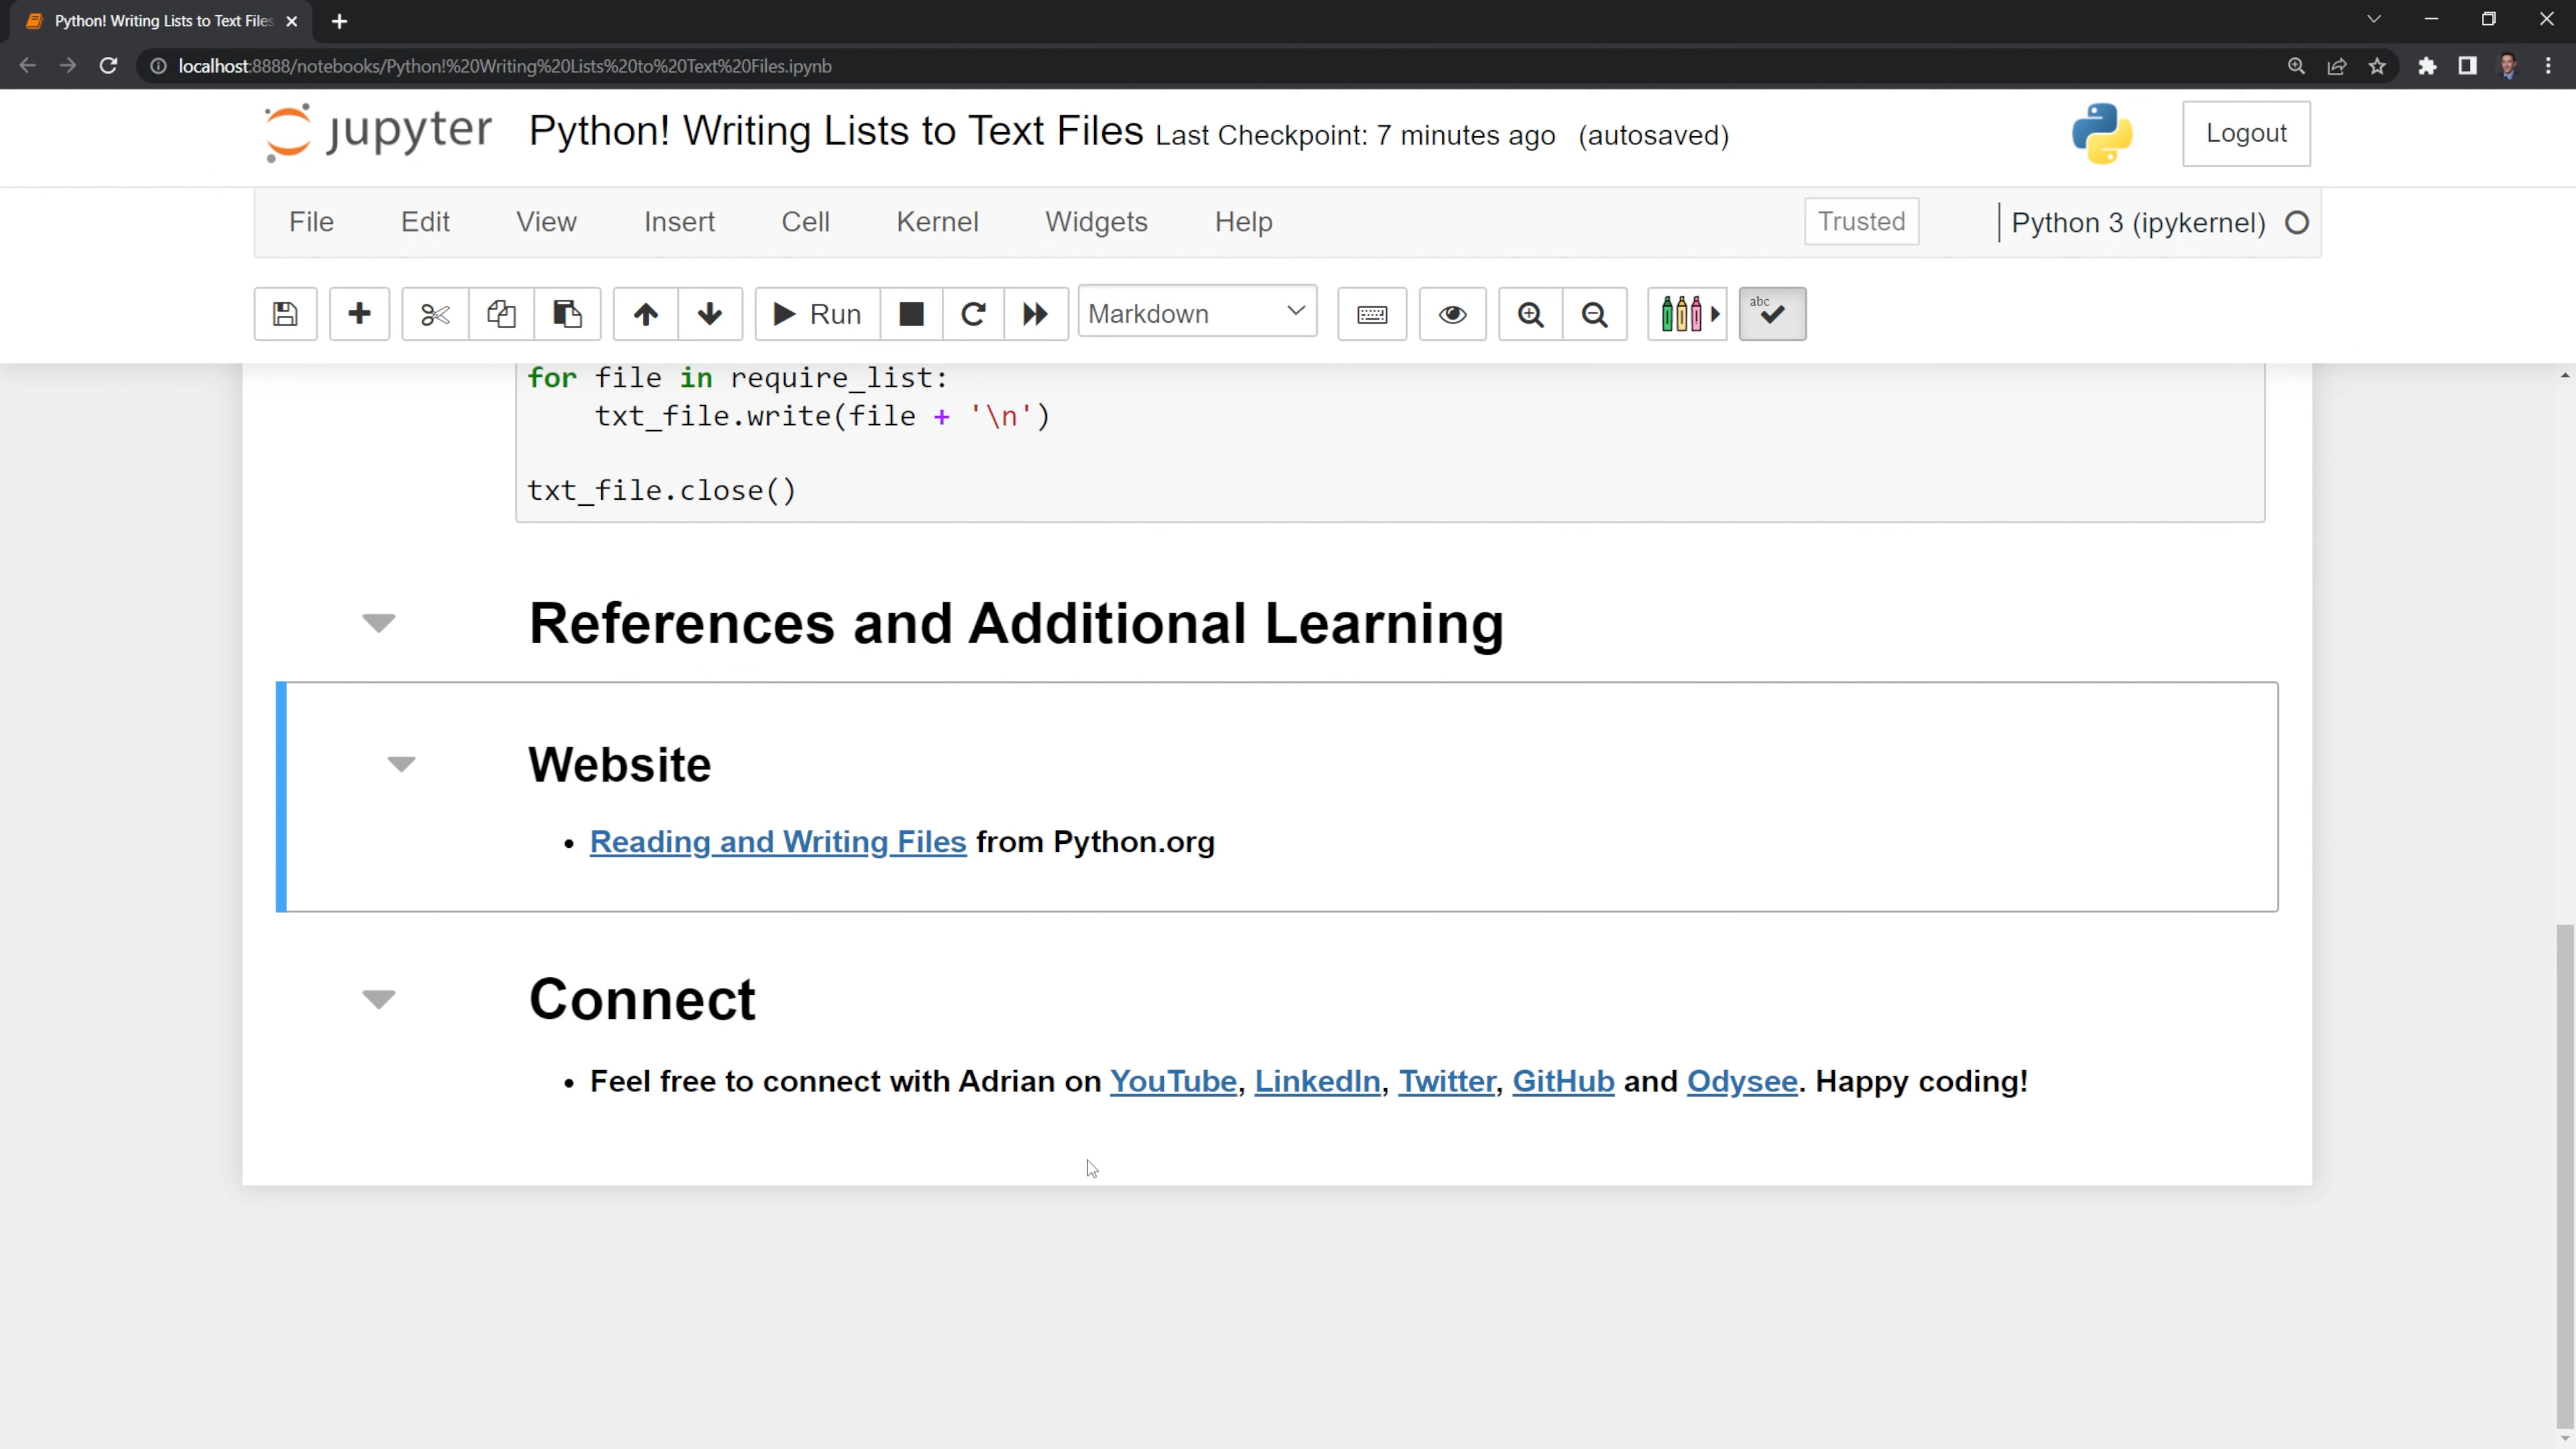 Python! Writing Lists to Text Files
localhost:8888/notebooks/Python!%20Writing%20Lists%20to%20Text%20Files.ipynb
jupyter Python! Writing Lists to Text Files Last Checkpoint: 7 minutes ago (autosaved) Logout
File Edit View Insert Cell Kernel Widgets Help Trusted Python 3 (ipykernel)
Run Markdown abc
for file in require_list:
    txt_file.write(file + '\n')
txt_file.close()
References and Additional Learning
Website
• Reading and Writing Files from Python.org
Connect
• Feel free to connect with Adrian on YouTube, LinkedIn, Twitter, GitHub and Odysee. Happy coding!